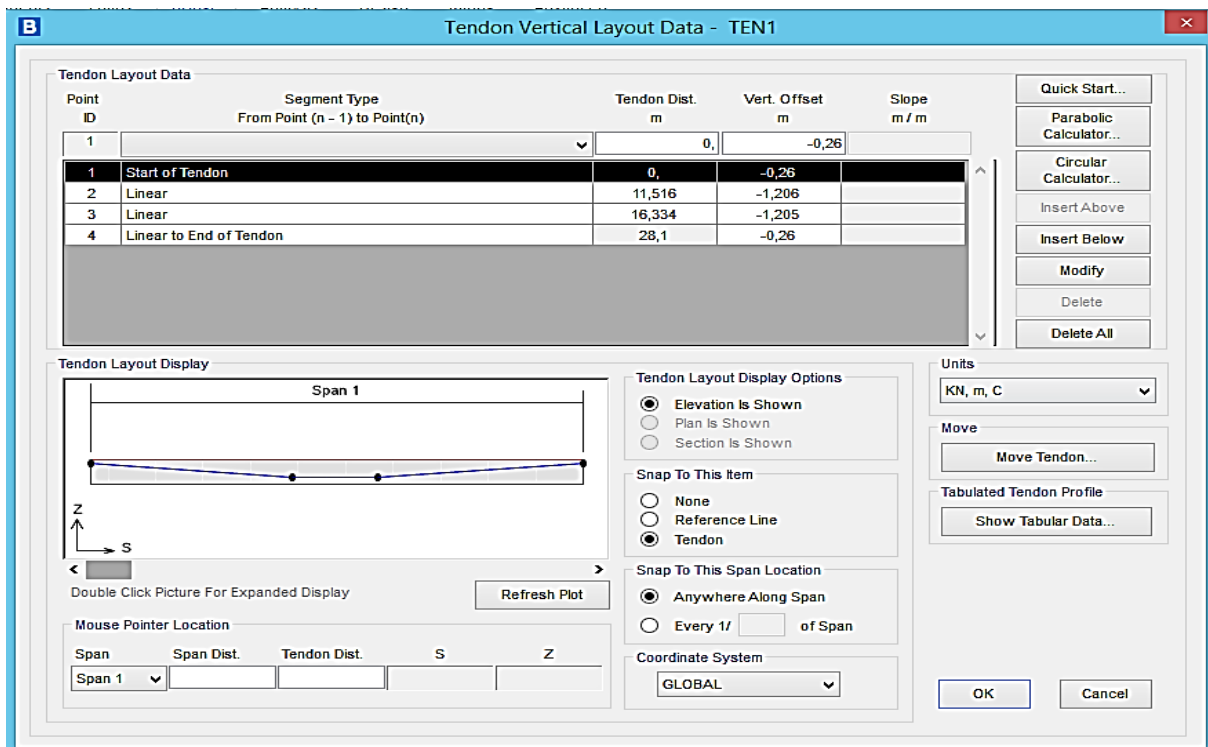 B Tendon Vertical Layout Data - TEN1
Tendon Layout Data
Point ID
Segment Type
From Point (n - 1) to Point(n)
Tendon Dist.
m
Vert. Offset
m
Slope
m / m
1 0, -0,26
1 Start of Tendon 0, -0,26
2 Linear 11,516 -1,206
3 Linear 16,334 -1,205
4 Linear to End of Tendon 28,1 -0,26
Quick Start...
Parabolic
Calculator...
Circular
Calculator...
Insert Above
Insert Below
Modify
Delete
Delete All
Tendon Layout Display
Span 1
Z
S
Double Click Picture For Expanded Display
Refresh Plot
Mouse Pointer Location
Span Span Dist. Tendon Dist. S Z
Span 1
Tendon Layout Display Options
Elevation Is Shown
Plan Is Shown
Section Is Shown
Snap To This Item
None
Reference Line
Tendon
Snap To This Span Location
Anywhere Along Span
Every 1/ of Span
Coordinate System
GLOBAL
Units
KN, m, C
Move
Move Tendon...
Tabulated Tendon Profile
Show Tabular Data...
OK Cancel